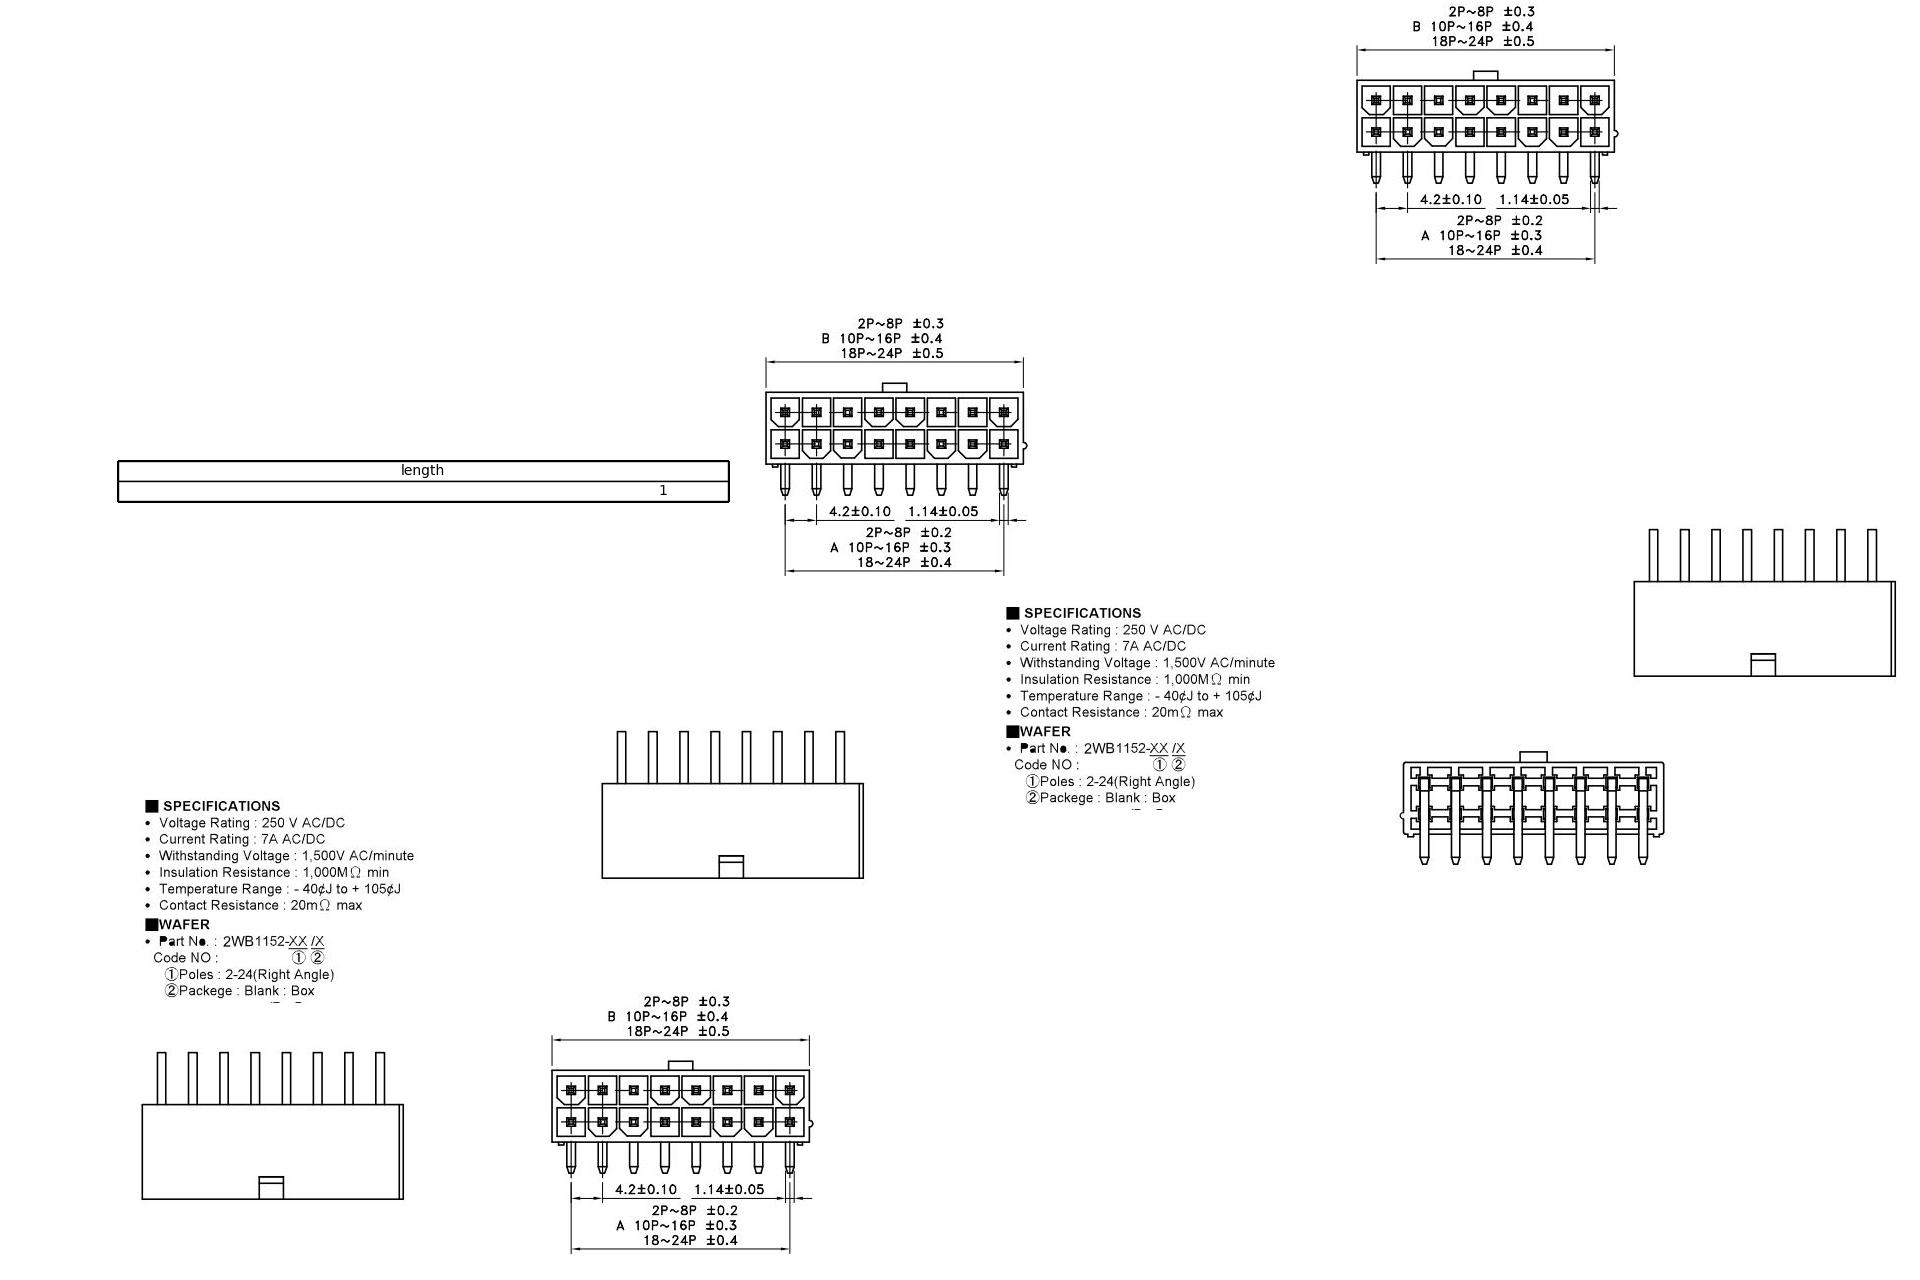 2P~8P ±0.3
B 10P~16P ±0.4
18P~24P ±0.5
4.2±0.10 1.14±0.05
2P~8P ±0.2
A 10P~16P ±0.3
18~24P ±0.4
2P~8P ±0.3
B 10P~16P ±0.4
18P~24P ±0.5
length
1
4.2±0.10 1.14±0.05
2P~8P ±0.2
A 10P~16P ±0.3
18~24P ±0.4
■ SPECIFICATIONS
• Voltage Rating : 250 V AC/DC
• Current Rating : 7A AC/DC
• Withstanding Voltage : 1,500V AC/minute
• Insulation Resistance : 1,000MΩ min
• Temperature Range : - 40¢J to + 105¢J
• Contact Resistance : 20mΩ max
■WAFER
• Part No. : 2WB1152-XX /X
Code NO : ① ②
①Poles : 2-24(Right Angle)
②Packege : Blank : Box
■ SPECIFICATIONS
• Voltage Rating : 250 V AC/DC
• Current Rating : 7A AC/DC
• Withstanding Voltage : 1,500V AC/minute
• Insulation Resistance : 1,000MΩ min
• Temperature Range : - 40¢J to + 105¢J
• Contact Resistance : 20mΩ max
■WAFER
• Part No. : 2WB1152-XX /X
Code NO : ① ②
①Poles : 2-24(Right Angle)
②Packege : Blank : Box
2P~8P ±0.3
B 10P~16P ±0.4
18P~24P ±0.5
4.2±0.10 1.14±0.05
2P~8P ±0.2
A 10P~16P ±0.3
18~24P ±0.4